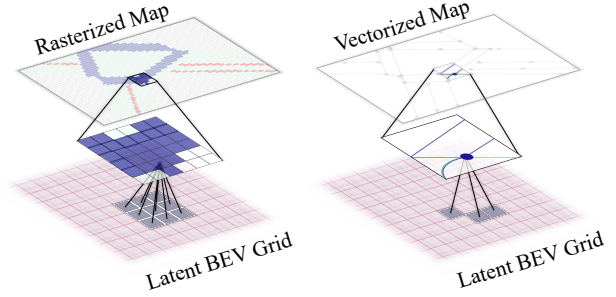 Rasterized Map
Vectorized Map
Latent BEV Grid
Latent BEV Grid